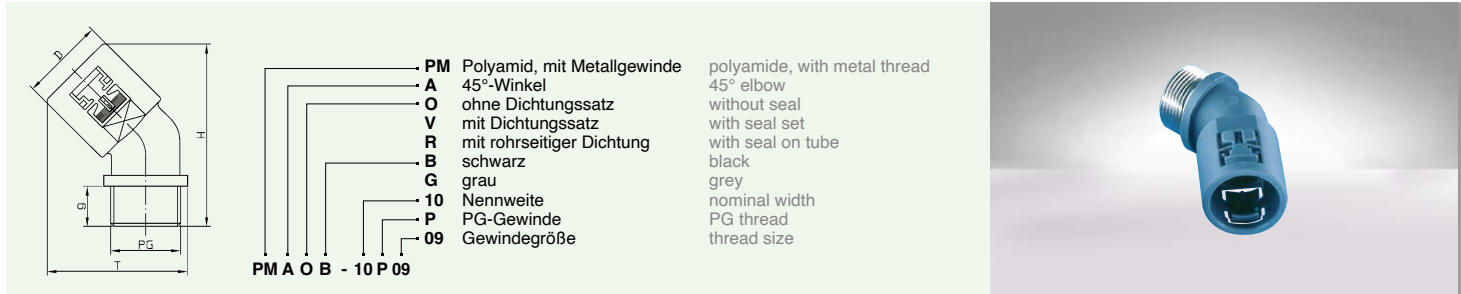 D
H
g
PG
T
PM Polyamid, mit Metallgewinde polyamide, with metal thread
A 45°-Winkel 45° elbow
O ohne Dichtungssatz without seal
V mit Dichtungssatz with seal set
R mit rohrseitiger Dichtung with seal on tube
B schwarz black
G grau grey
10 Nennweite nominal width
P PG-Gewinde PG thread
09 Gewindegröße thread size
PM A O B - 10 P 09